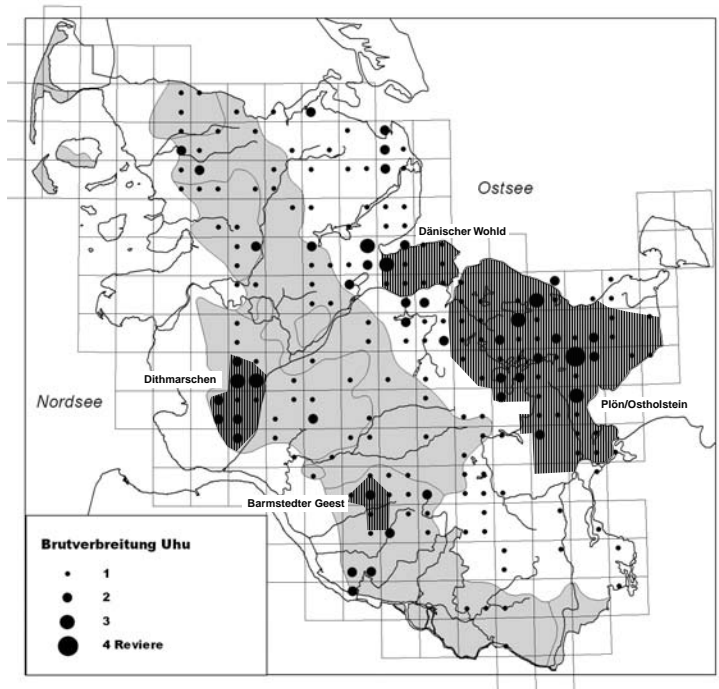 Ostsee
Dänischer Wohld
Dithmarschen
Nordsee
Plön/Ostholstein
Barmstedter Geest
Brutverbreitung Uhu
1
2
3
4 Reviere